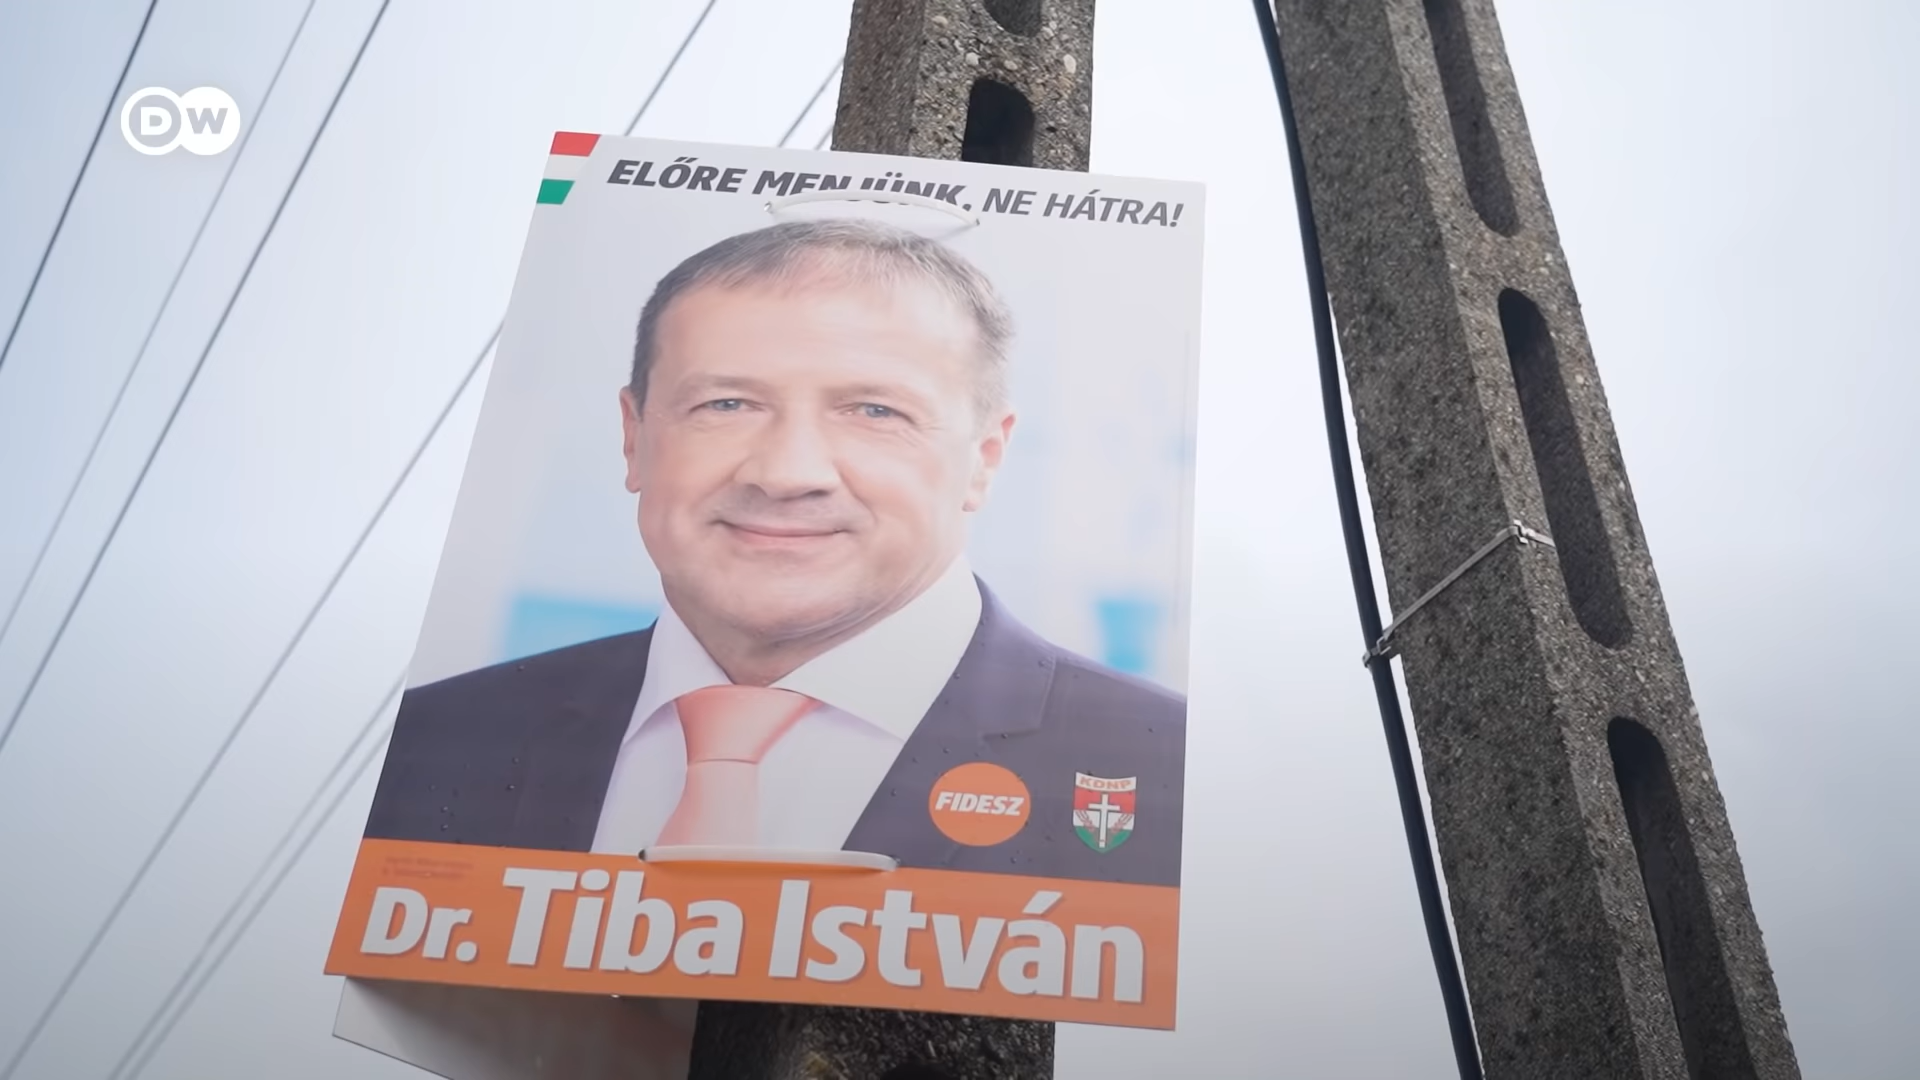 DW
ELŐRE MENJÜNK, NE HÁTRA!
FIDESZ
KDNP
Dr. Tiba István